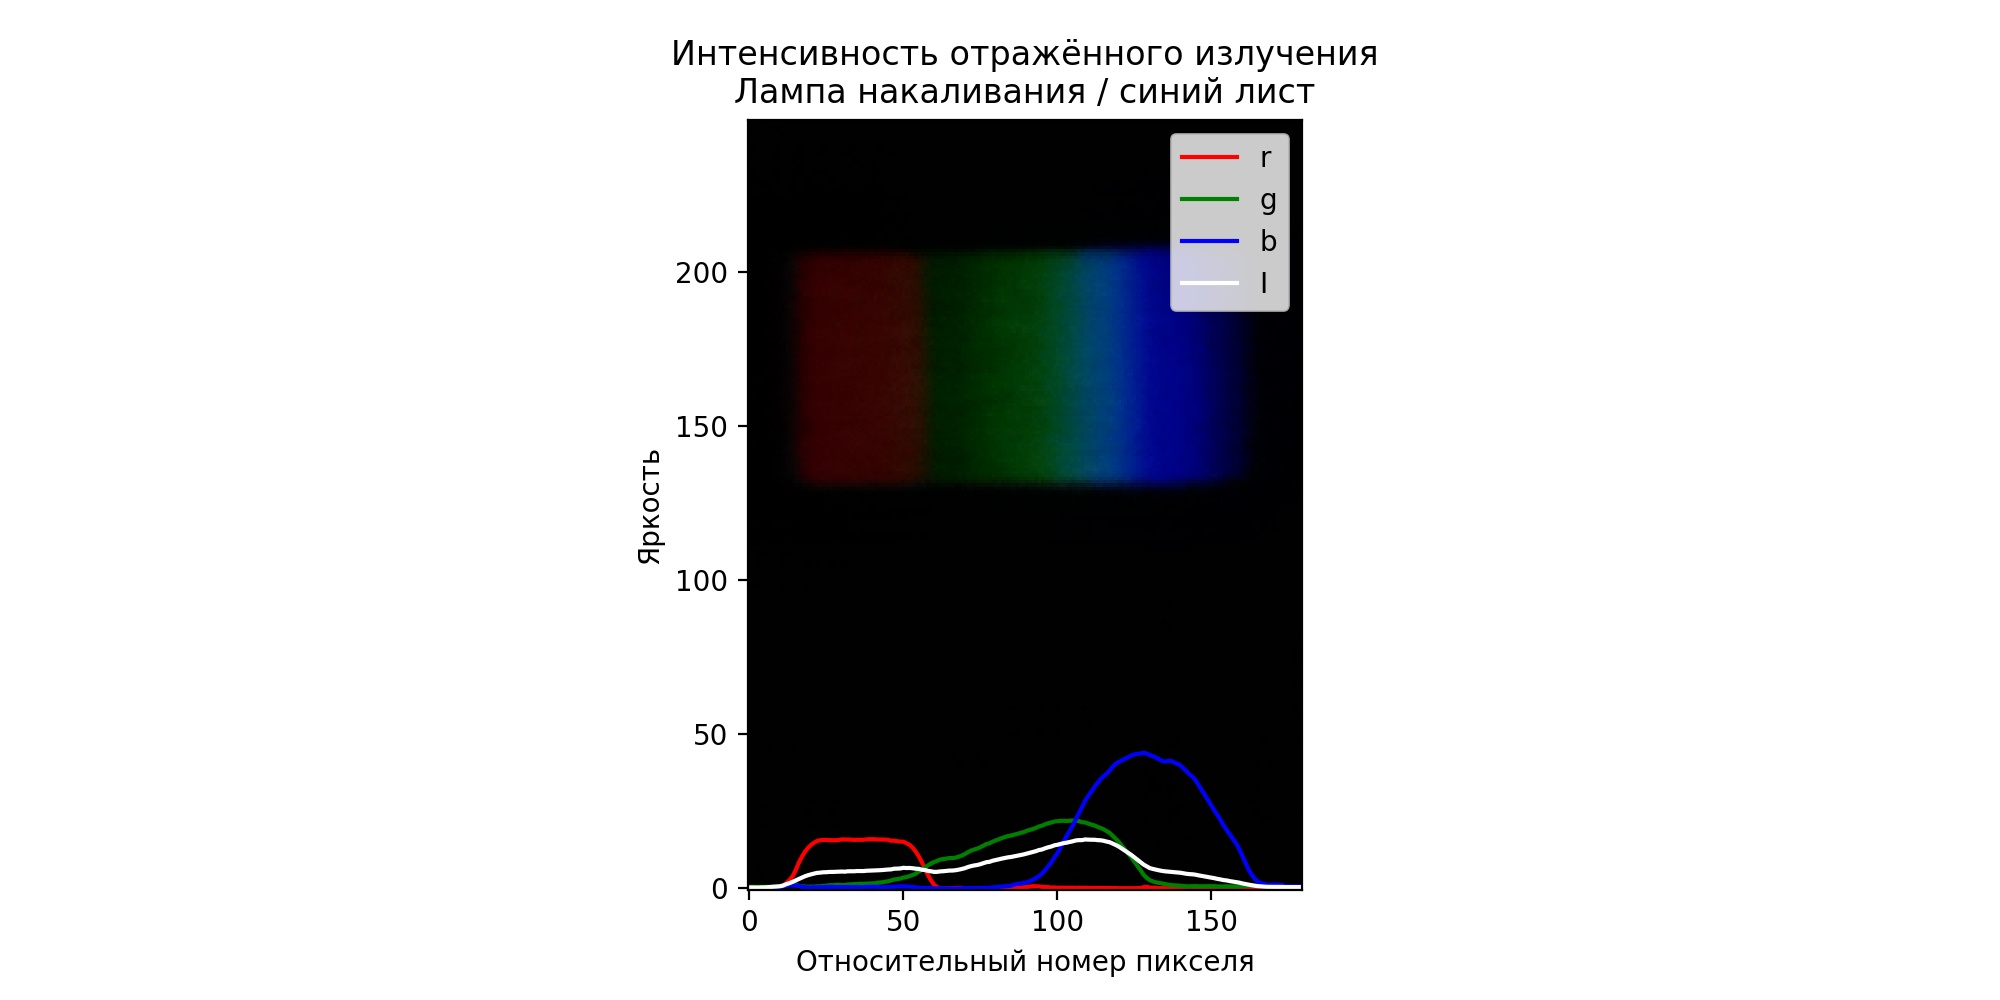 Интенсивность отражённого излучения
Лампа накаливания / синий лист
r
g
b
l
Яркость
200
150
100
50
0
0 50 100 150
Относительный номер пикселя